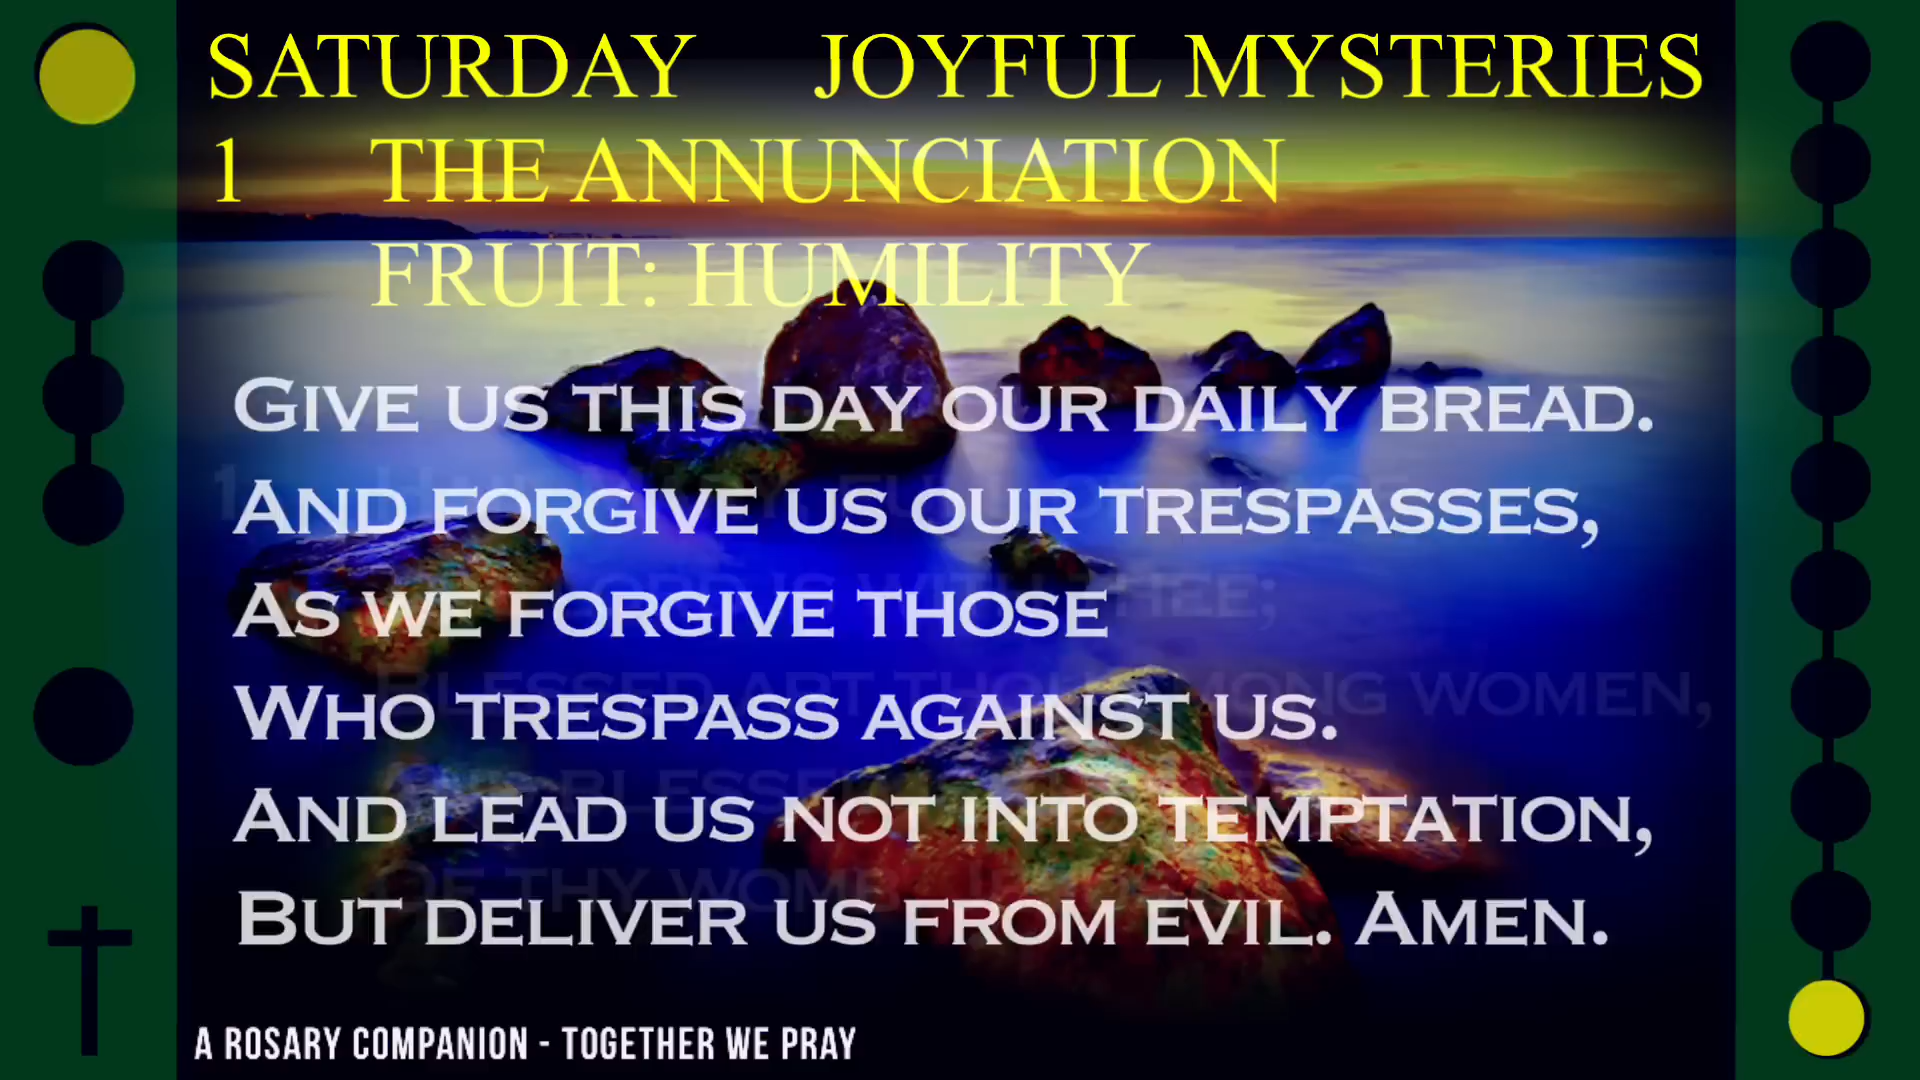 SATURDAY JOYFUL MYSTERIES
1 THE ANNUNCIATION
FRUIT: HUMILITY
GIVE US THIS DAY OUR DAILY BREAD.
AND FORGIVE US OUR TRESPASSES,
AS WE FORGIVE THOSE
WHO TRESPASS AGAINST US.
AND LEAD US NOT INTO TEMPTATION,
BUT DELIVER US FROM EVIL. AMEN.
A ROSARY COMPANION - TOGETHER WE PRAY